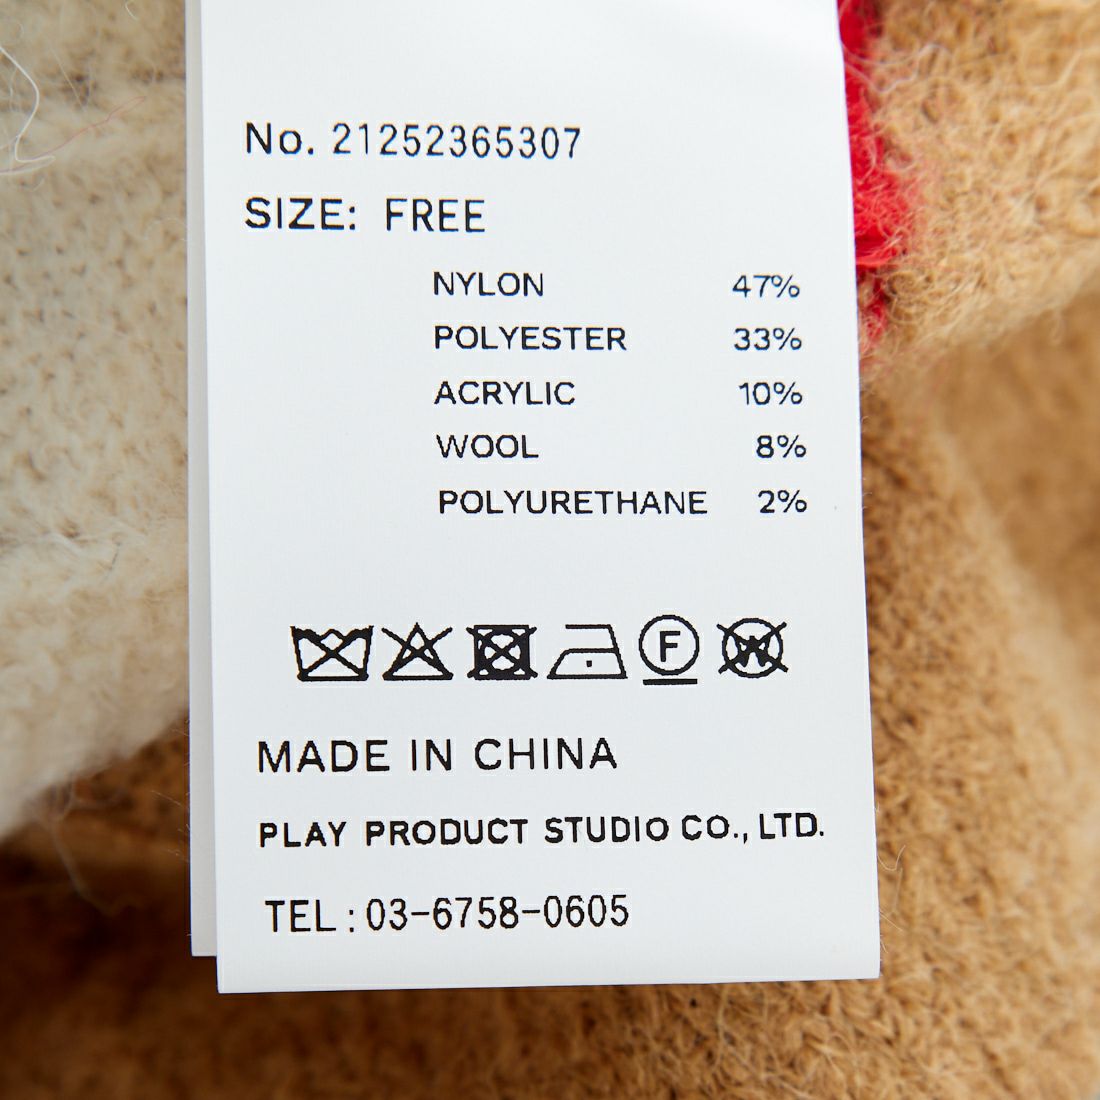 No. 21252365307
SIZE: FREE
NYLON 47%
POLYESTER 33%
ACRYLIC 10%
WOOL 8%
POLYURETHANE 2%
F W
MADE IN CHINA
PLAY PRODUCT STUDIO CO., LTD.
TEL : 03-6758-0605